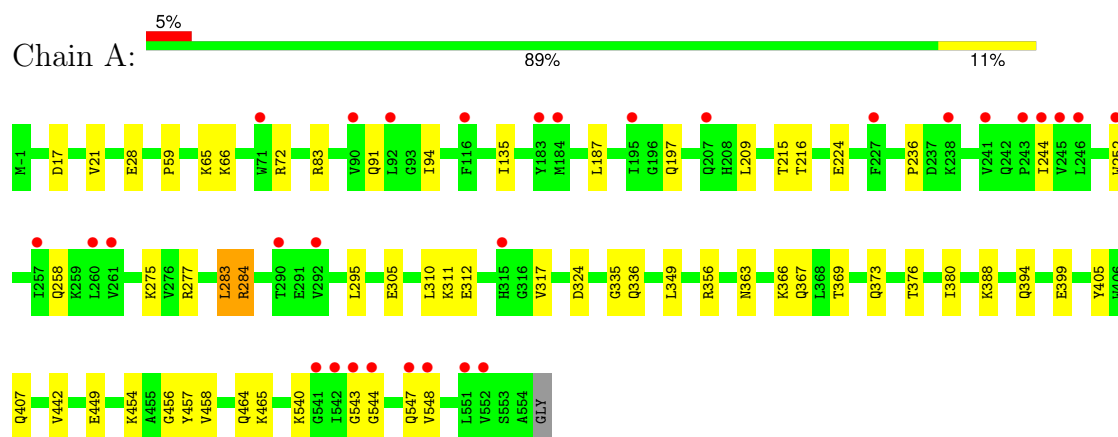 5%
Chain A:
89% 11%
M-1 D17 V21 E28 P59 K65 K66 W71 R72 R83 V90 Q91 L92 G93 I94 F116 I135 Y183 M184 L187 I195 G196 Q197 Q207 H208 L209 T215 T216 E224 F227 P236 D237 K238 V241 Q242 P243 I244 V245 L246 W252
I257 Q258 K259 L260 V261 K275 V276 R277 L283 R284 T290 E291 V292 L295 E305 L310 K311 E312 H315 G316 V317 D324 G335 Q336 L349 R356 N363 K366 Q367 L368 T369 Q373 T376 I380 K388 Q394 E399 Y405 W406
Q407 V442 E449 K454 A455 G456 Y457 V458 Q464 K465 K540 G541 I542 G543 G544 Q547 V548 L551 V552 S553 A554 GLY